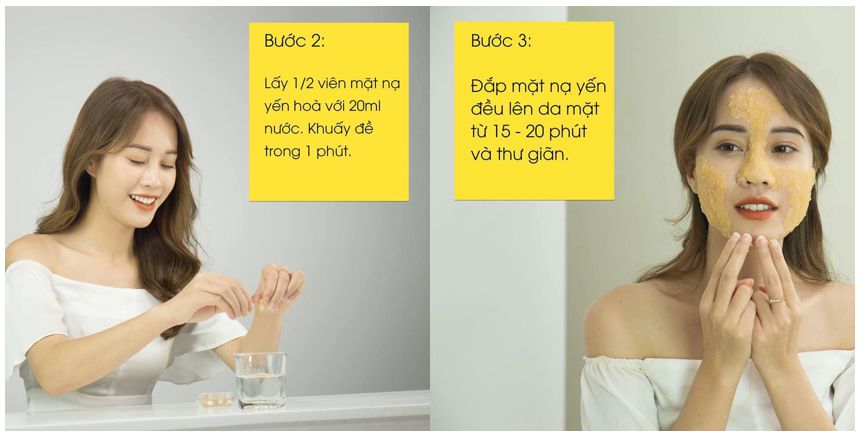 Bước 2:
Lấy 1/2 viên mặt nạ
yến hoà với 20ml
nước. Khuấy đề
trong 1 phút.
Bước 3:
Đắp mặt nạ yến
đều lên da mặt
từ 15 - 20 phút
và thư giãn.